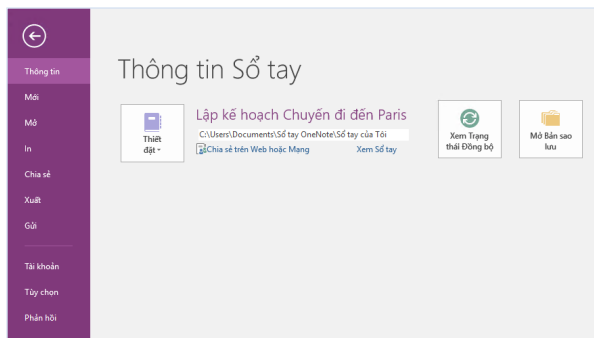 Thông tin
Mới
Mở
In
Chia sẻ
Xuất
Gửi
Tài khoản
Tùy chọn
Phản hồi
Thông tin Sổ tay
Thiết
đặt
Lập kế hoạch Chuyến đi đến Paris
C:\Users\Documents\Sổ tay OneNote\Sổ tay của Tôi
Chia sẻ trên Web hoặc Mạng
Xem Sổ tay
Xem Trạng
thái Đồng bộ
Mở Bản sao
lưu